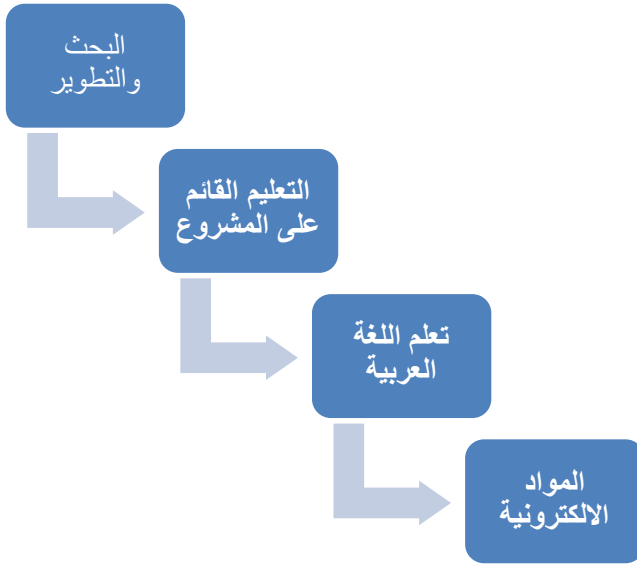 البحث
والتطوير
التعليم القائم
على المشروع
تعلم اللغة
العربية
المواد
الالكترونية